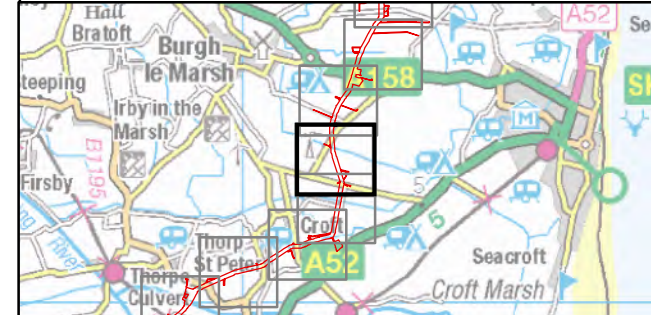 Hall
Bratoft
A52
Se
Burgh
le Marsh
58
teeping
S
Irby in the
Marsh
B1195
Firsby
5
Croft
5
River
Thorp
St Peter
A52
Seacroft
Thorpe
Culver
Croft Marsh